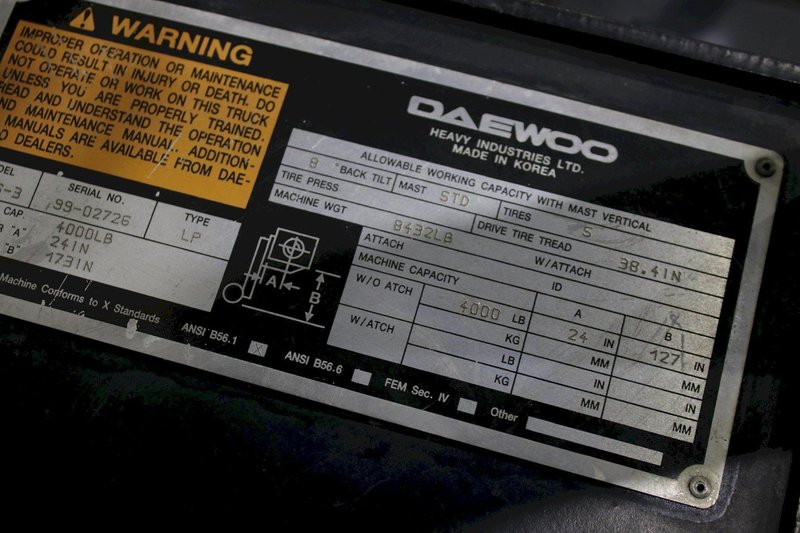 WARNING
IMPROPER OPERATION OR MAINTENANCE
COULD RESULT IN INJURY OR DEATH. DO
NOT OPERATE OR WORK ON THIS TRUCK
UNLESS YOU ARE PROPERLY TRAINED.
READ AND UNDERSTAND THE OPERATION
AND MAINTENANCE MANUAL. ADDITION-
MANUALS ARE AVAILABLE FROM DAE-
O DEALERS.
DAEWOO
HEAVY INDUSTRIES LTD.
MADE IN KOREA
DEL SERIAL NO. TYPE
S-3 99-02726 LP
CAP. 4000LB
"A" 24IN
"B" 173IN
Machine Conforms to X Standards
ALLOWABLE WORKING CAPACITY WITH MAST VERTICAL
8 °BACK TILT MAST STD TIRES S
TIRE PRESS DRIVE TIRE TREAD 38.4IN
MACHINE WGT 8432LB W/ATTACH
ATTACH ID
MACHINE CAPACITY A B
W/O ATCH 4000 LB 24 IN 127 IN
KG MM MM
W/ATCH LB IN IN
KG MM MM
A
B
ANSI B56.1 X ANSI B56.6 FEM Sec. IV Other